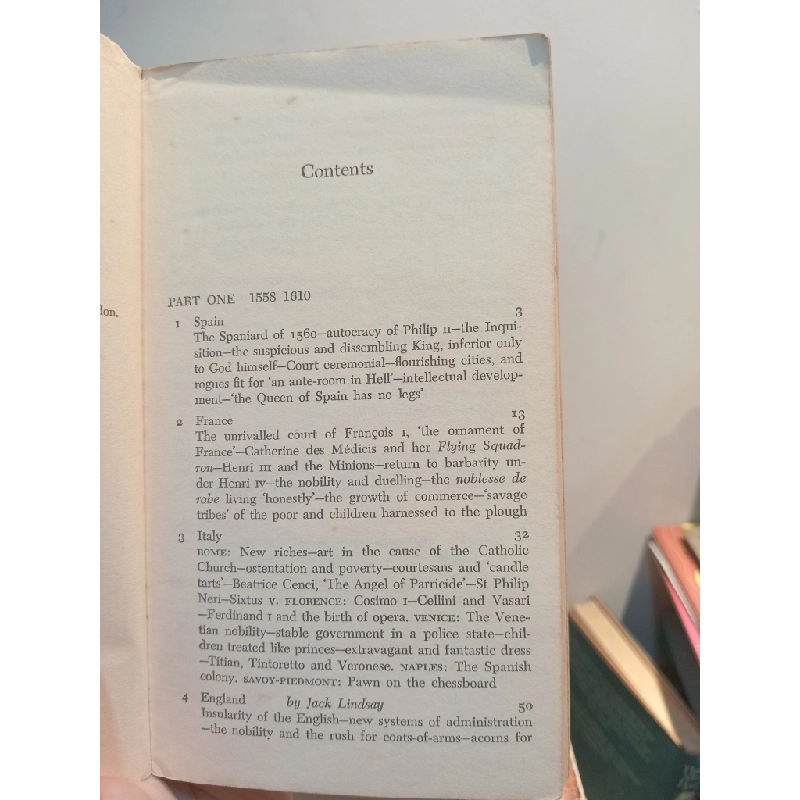 don.
Contents
PART ONE 1558 1610
1 Spain 3
The Spaniard of 1560—autocracy of Philip II—the Inqui-
sition—the suspicious and dissembling King, inferior only
to God himself—Court ceremonial—flourishing cities, and
rogues fit for 'an ante-room in Hell'—intellectual develop-
ment—'the Queen of Spain has no legs'
2 France 13
The unrivalled court of François I, 'the ornament of
France'—Catherine des Médicis and her Flying Squad-
ron—Henri III and the Minions—return to barbarity un-
der Henri IV—the nobility and duelling—the noblesse de
robe living 'honestly'—the growth of commerce—'savage
tribes' of the poor and children harnessed to the plough
3 Italy 32
ROME: New riches—art in the cause of the Catholic
Church—ostentation and poverty—courtesans and 'candle
tarts'—Beatrice Cenci, 'The Angel of Parricide'—St Philip
Neri—Sixtus V. FLORENCE: Cosimo I—Cellini and Vasari
—Ferdinand I and the birth of opera. VENICE: The Vene-
tian nobility—stable government in a police state—chil-
dren treated like princes—extravagant and fantastic dress
—Titian, Tintoretto and Veronese. NAPLES: The Spanish
colony. SAVOY-PIEDMONT: Pawn on the chessboard
4 England by Jack Lindsay 50
Insularity of the English—new systems of administration
—the nobility and the rush for coats-of-arms—acorns for